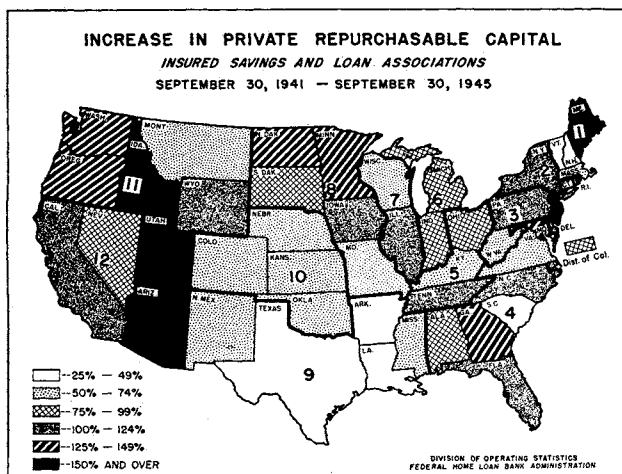 INCREASE IN PRIVATE REPURCHASABLE CAPITAL
INSURED SAVINGS AND LOAN ASSOCIATIONS
SEPTEMBER 30, 1941 — SEPTEMBER 30, 1945
WASH.
MONT.
N. DAK.
MINN.
ME.
1
OREG.
IDA.
11
WYO.
S. DAK.
8
WIS.
7
6
N.Y.
VT.
N.H.
MASS.
R.I.
CAL.
NEV.
12
UTAH
COLO.
NEBR.
IOWA
ILL.
PA.
3
DEL.
Dist. of Col.
KANS.
10
MO.
KY.
5
W.VA.
VA.
ARIZ.
N. MEX.
OKLA.
ARK.
TENN.
S.C.
4
TEXAS
9
LA.
MISS.
ALA.
GA.
--25% — 49%
--50% — 74%
--75% — 99%
--100% — 124%
--125% — 149%
--150% AND OVER
DIVISION OF OPERATING STATISTICS
FEDERAL HOME LOAN BANK ADMINISTRATION